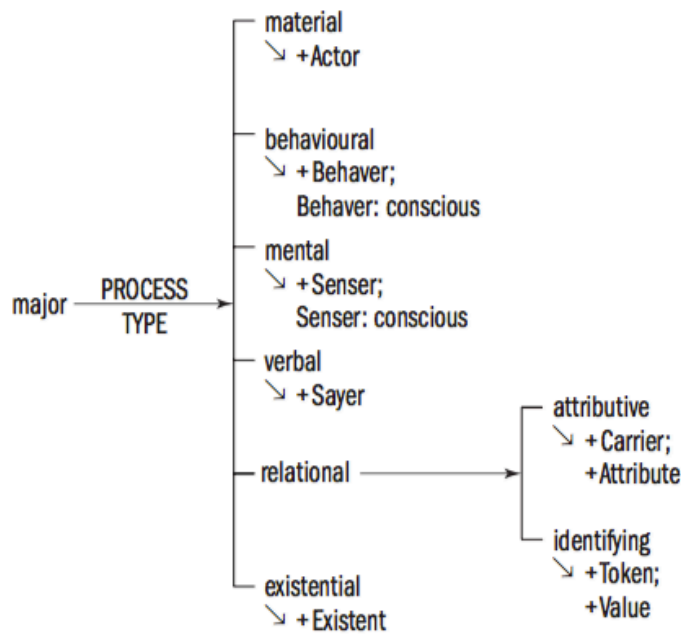 material
↘ +Actor
behavioural
↘ +Behaver;
Behaver: conscious
mental
↘ +Senser;
Senser: conscious
major
PROCESS
TYPE
verbal
↘ +Sayer
relational
attributive
↘ +Carrier;
+Attribute
identifying
↘ +Token;
+Value
existential
↘ +Existent